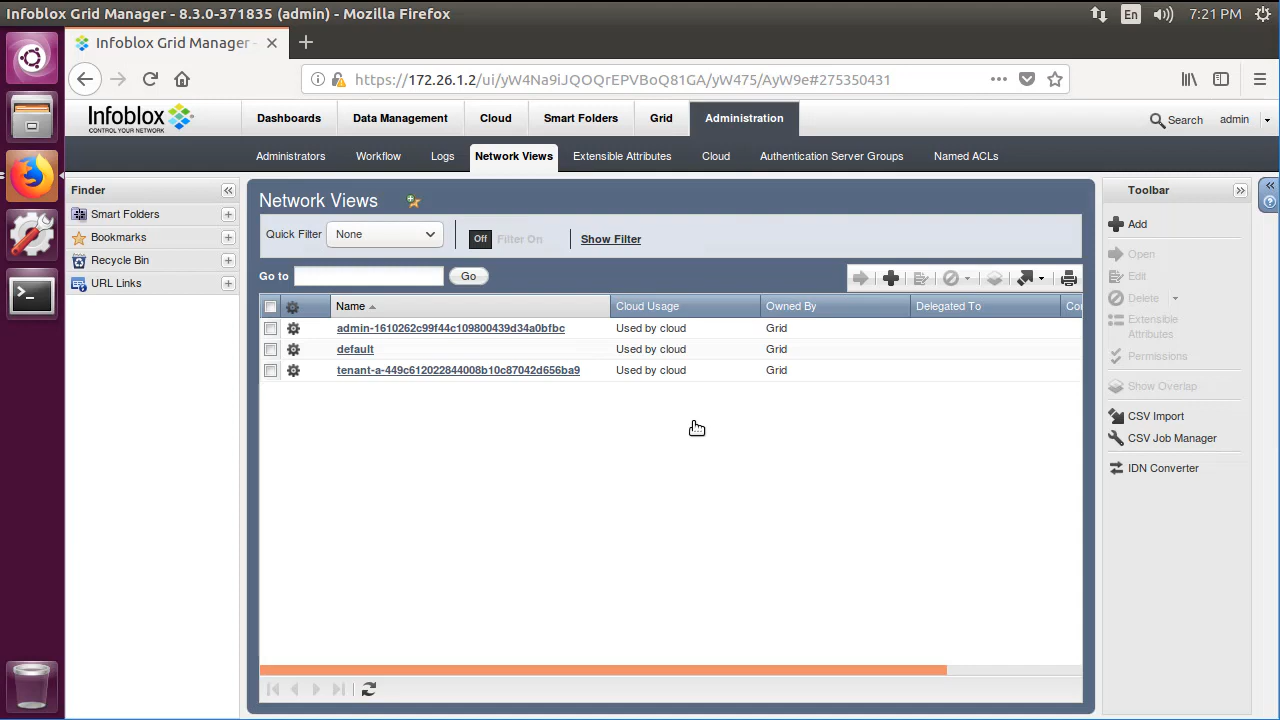 Infoblox Grid Manager - 8.3.0-371835 (admin) - Mozilla Firefox
En
7:21 PM
Infoblox Grid Manager -
https://172.26.1.2/ui/yW4Na9iJQOQrEPVBoQ81GA/yW475/AyW9e#275350431
Infoblox
CONTROL YOUR NETWORK
Dashboards
Data Management
Cloud
Smart Folders
Grid
Administration
Search
admin
Administrators
Workflow
Logs
Network Views
Extensible Attributes
Cloud
Authentication Server Groups
Named ACLs
Finder
Smart Folders
Bookmarks
Recycle Bin
URL Links
Network Views
Quick Filter
None
Off
Filter On
Show Filter
Go to
Go
Name
Cloud Usage
Owned By
Delegated To
Co
admin-1610262c99f44c109800439d34a0bfbc
Used by cloud
Grid
default
Used by cloud
Grid
tenant-a-449c612022844008b10c87042d656ba9
Used by cloud
Grid
Toolbar
Add
Open
Edit
Delete
Extensible
Attributes
Permissions
Show Overlap
CSV Import
CSV Job Manager
IDN Converter